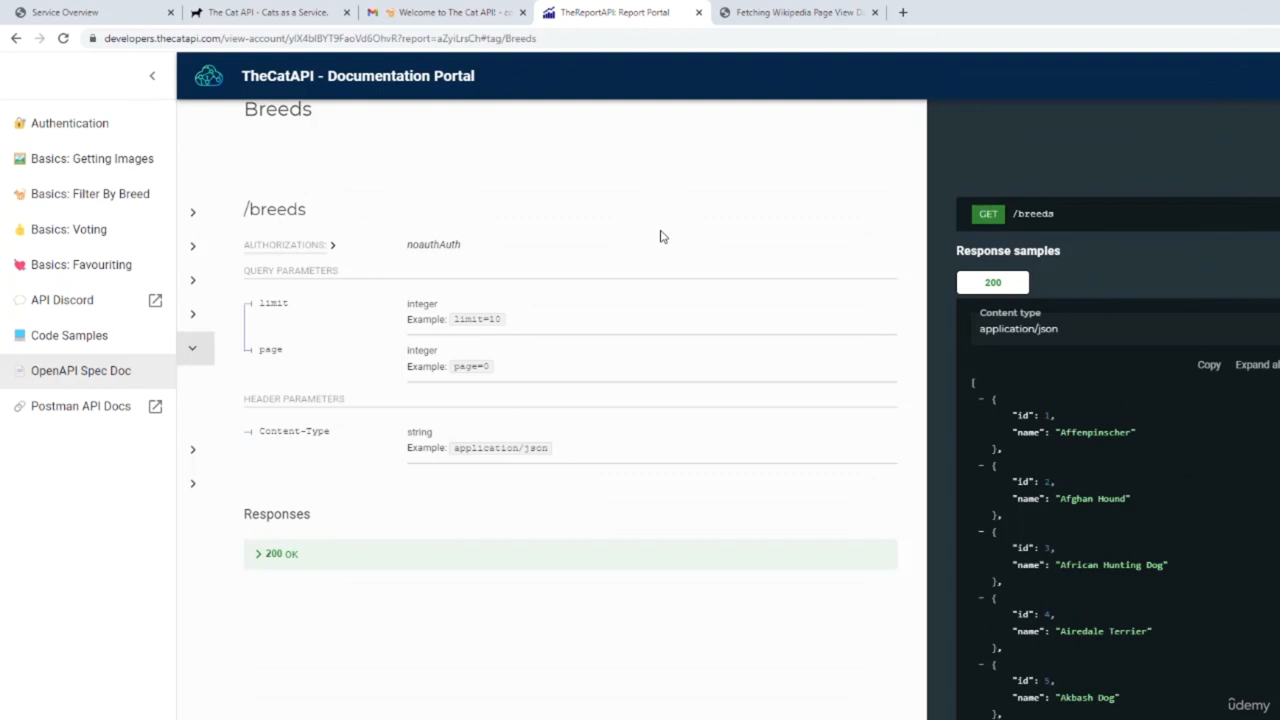 Service Overview
The Cat API - Cats as a Service.
Welcome to The Cat API! - co
TheReportAPI: Report Portal
Fetching Wikipedia Page View D
developers.thecatapi.com/view-account/ylX4blBYT9FaoVd6OhvR?report=aZyiLrsCh#tag/Breeds
TheCatAPI - Documentation Portal
Authentication
Basics: Getting Images
Basics: Filter By Breed
Basics: Voting
Basics: Favouriting
API Discord
Code Samples
OpenAPI Spec Doc
Postman API Docs
Breeds
/breeds
AUTHORIZATIONS: noauthAuth
QUERY PARAMETERS
limit integer
Example: limit=10
page integer
Example: page=0
HEADER PARAMETERS
Content-Type string
Example: application/json
Responses
200 OK
GET /breeds
Response samples
200
Content type
application/json
Copy Expand al
[
- {
"id": 1,
"name": "Affenpinscher"
},
- {
"id": 2,
"name": "Afghan Hound"
},
- {
"id": 3,
"name": "African Hunting Dog"
},
- {
"id": 4,
"name": "Airedale Terrier"
},
- {
"id": 5,
"name": "Akbash Dog"
},
ûdemy